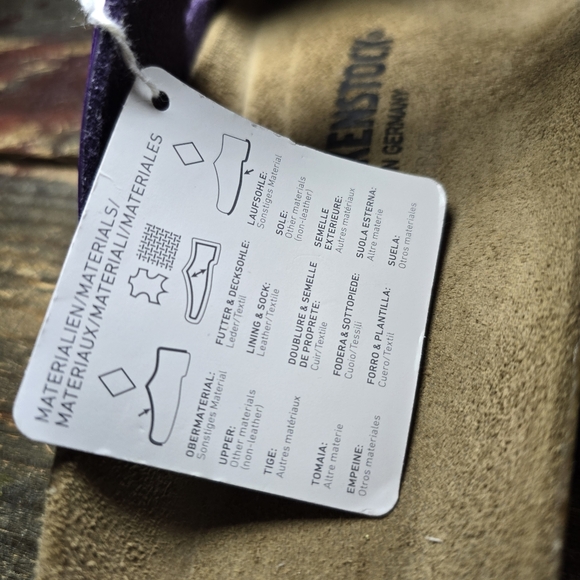 MATERIALIEN/MATERIALS/
MATERIAUX/MATERIALI/MATERIALES
OBERMATERIAL:
Sonstiges Material
UPPER:
Other materials
(non-leather)
TIGE:
Autres matériaux
TOMAIA:
Altre materie
EMPEINE:
Otros materiales
FUTTER & DECKSOHLE:
Leder/Textil
LINING & SOCK:
Leather/Textile
DOUBLURE & SEMELLE
DE PROPRETE:
Cuir/Textile
FODERA & SOTTOPIEDE:
Cuoio/Tessili
FORRO & PLANTILLA:
Cuero/Textil
LAUFSOHLE:
Sonstiges Material
SOLE:
Other materials
(non-leather)
SEMELLE
EXTERIEURE:
Autres matériaux
SUOLA ESTERNA:
Altre materie
SUELA:
Otros materiales
KENSTOCK®
N GERMANY